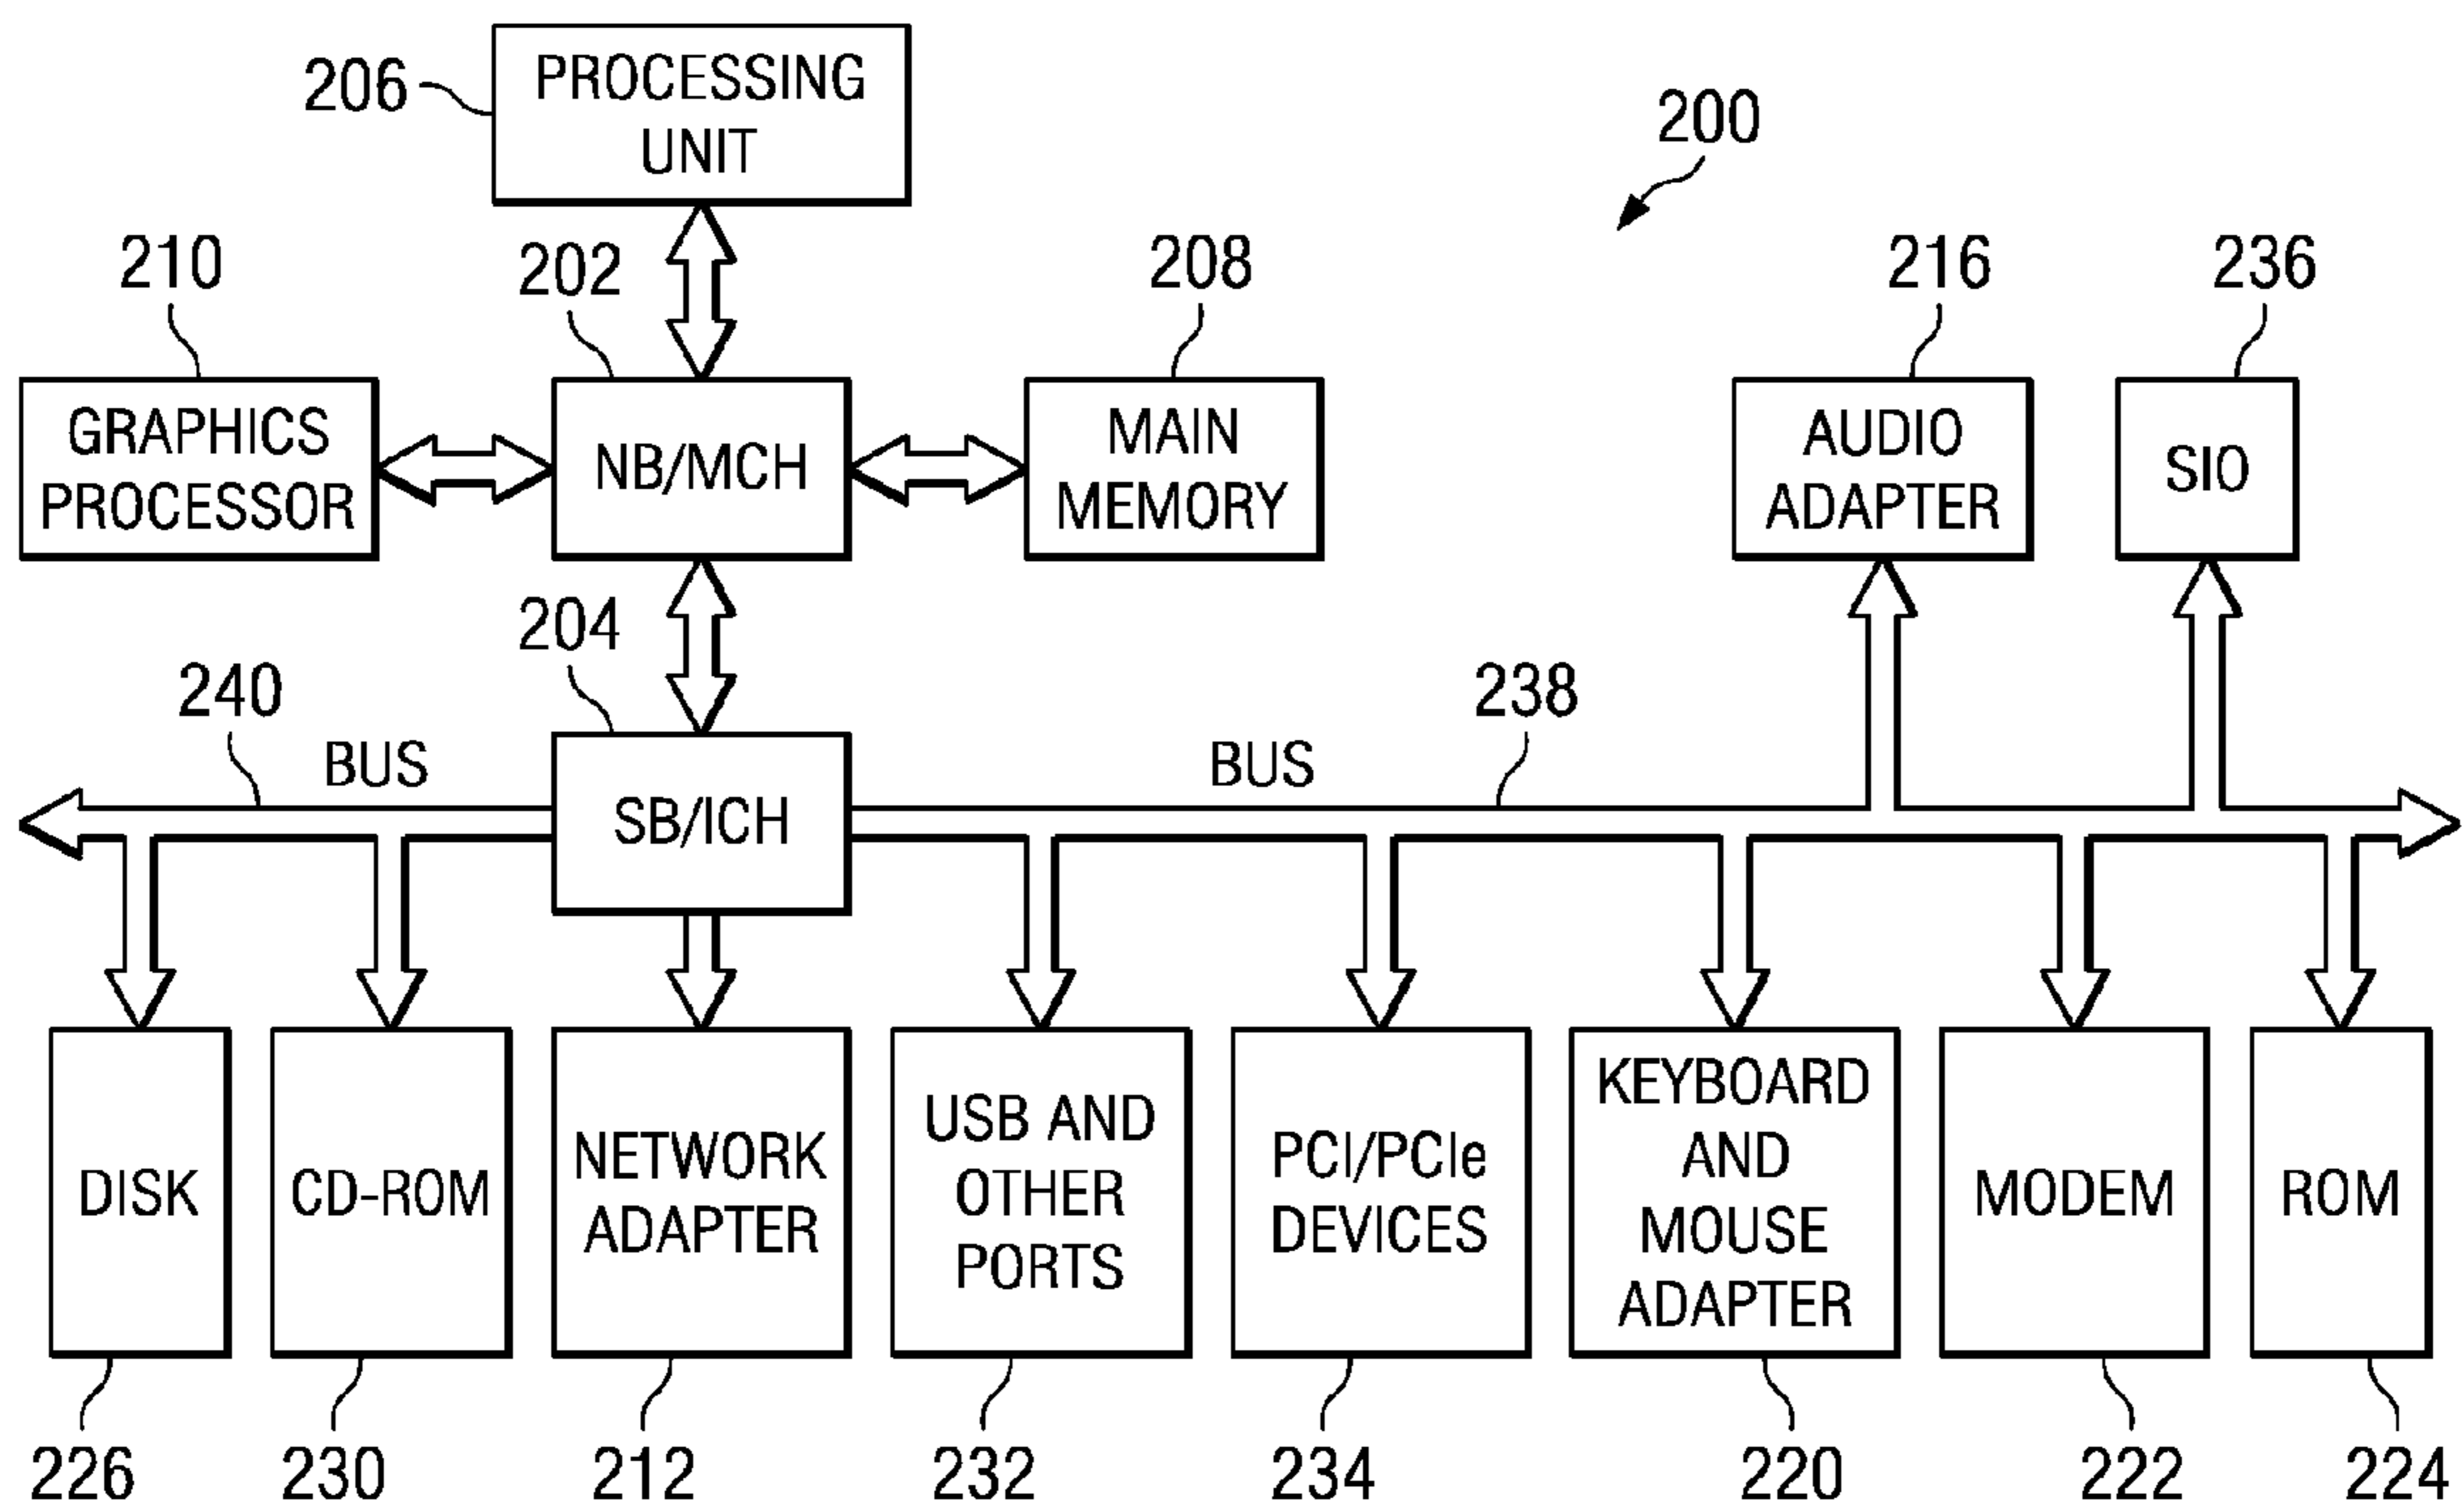 206
PROCESSING
UNIT
200
210
202
208
216
236
GRAPHICS
PROCESSOR
NB/MCH
MAIN
MEMORY
AUDIO
ADAPTER
SIO
204
240
238
BUS
BUS
SB/ICH
DISK
CD-ROM
NETWORK
ADAPTER
USB AND
OTHER
PORTS
PCI/PCIe
DEVICES
KEYBOARD
AND
MOUSE
ADAPTER
MODEM
ROM
226
230
212
232
234
220
222
224